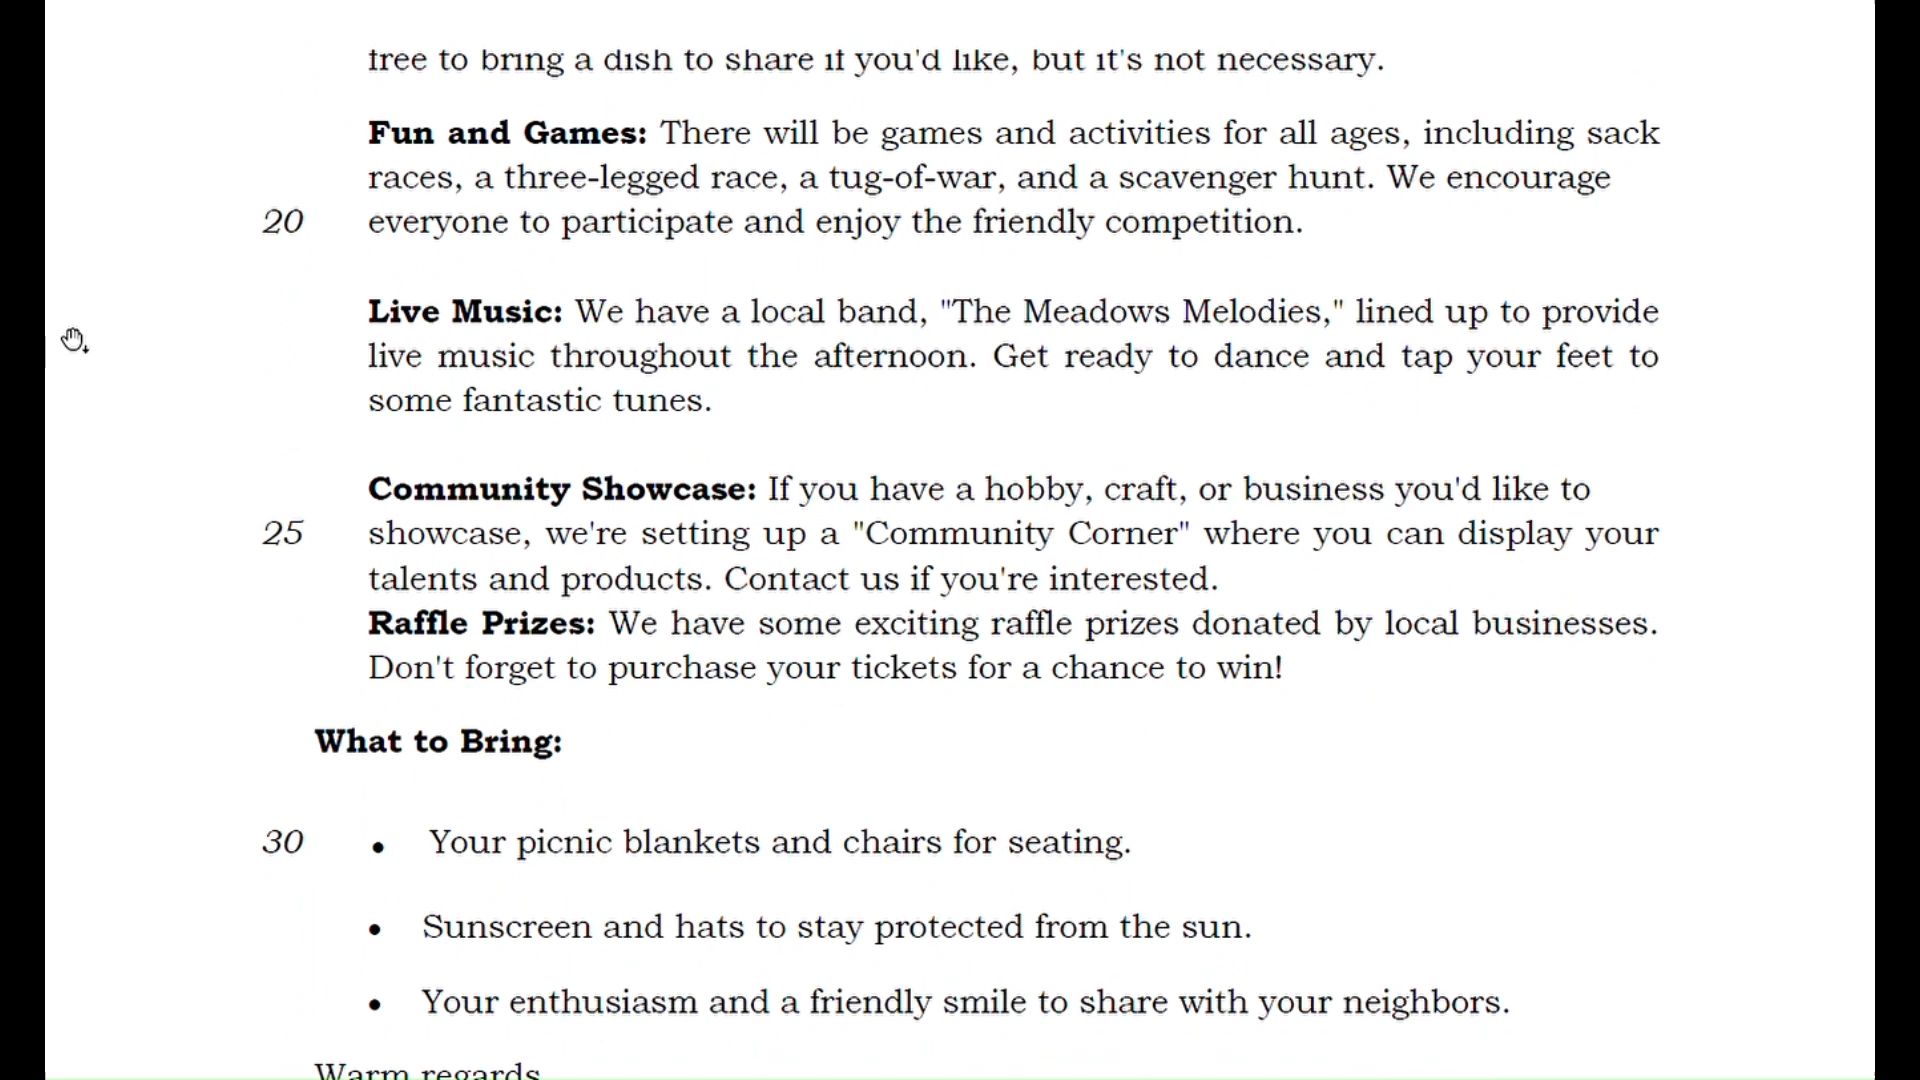 free to bring a dish to share if you'd like, but it's not necessary.
Fun and Games: There will be games and activities for all ages, including sack
races, a three-legged race, a tug-of-war, and a scavenger hunt. We encourage
20 everyone to participate and enjoy the friendly competition.
Live Music: We have a local band, "The Meadows Melodies," lined up to provide
live music throughout the afternoon. Get ready to dance and tap your feet to
some fantastic tunes.
Community Showcase: If you have a hobby, craft, or business you'd like to
25 showcase, we're setting up a "Community Corner" where you can display your
talents and products. Contact us if you're interested.
Raffle Prizes: We have some exciting raffle prizes donated by local businesses.
Don't forget to purchase your tickets for a chance to win!
What to Bring:
30 • Your picnic blankets and chairs for seating.
• Sunscreen and hats to stay protected from the sun.
• Your enthusiasm and a friendly smile to share with your neighbors.
Warm regards